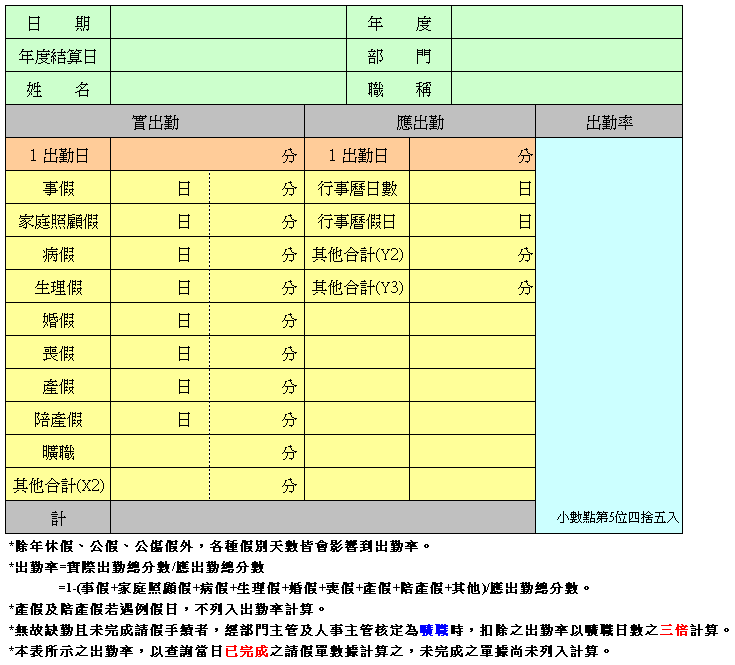 日　　期 年　　度
年度結算日 部　　門
姓　　名 職　　稱
實出勤 應出勤 出勤率
1 出勤日 分 1 出勤日 分
事假 日 分 行事曆日數 日
家庭照顧假 日 分 行事曆假日 日
病假 日 分 其他合計(Y2) 分
生理假 日 分 其他合計(Y3) 分
婚假 日 分
喪假 日 分
產假 日 分
陪產假 日 分
曠職 分
其他合計(X2) 分
計 小數點第5位四捨五入
*除年休假、公假、公傷假外，各種假別天數皆會影響到出勤率。
*出勤率=實際出勤總分數/應出勤總分數
=1-(事假+家庭照顧假+病假+生理假+婚假+喪假+產假+陪產假+其他)/應出勤總分數。
*產假及陪產假若遇例假日，不列入出勤率計算。
*無故缺勤且未完成請假手續者，經部門主管及人事主管核定為曠職時，扣除之出勤率以曠職日數之三倍計算。
*本表所示之出勤率，以查詢當日已完成之請假單數據計算之，未完成之單據尚未列入計算。